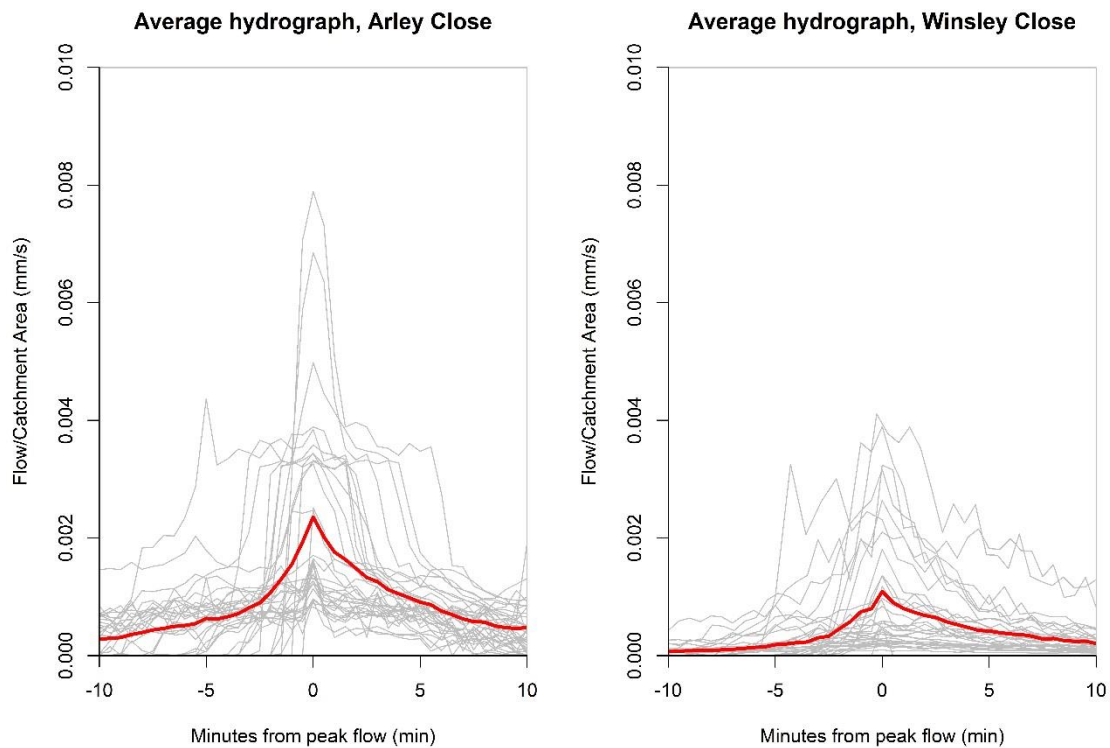 Average hydrograph, Arley Close
Flow/Catchment Area (mm/s)
0.010
0.008
0.006
0.004
0.002
0.000
-10 -5 0 5 10
Minutes from peak flow (min)
Average hydrograph, Winsley Close
Flow/Catchment Area (mm/s)
0.010
0.008
0.006
0.004
0.002
0.000
-10 -5 0 5 10
Minutes from peak flow (min)